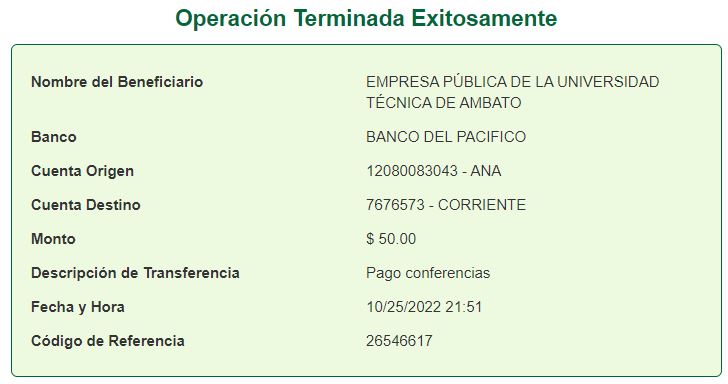 Operación Terminada Exitosamente
Nombre del Beneficiario EMPRESA PÚBLICA DE LA UNIVERSIDAD
TÉCNICA DE AMBATO
Banco BANCO DEL PACIFICO
Cuenta Origen 12080083043 - ANA
Cuenta Destino 7676573 - CORRIENTE
Monto $ 50.00
Descripción de Transferencia Pago conferencias
Fecha y Hora 10/25/2022 21:51
Código de Referencia 26546617